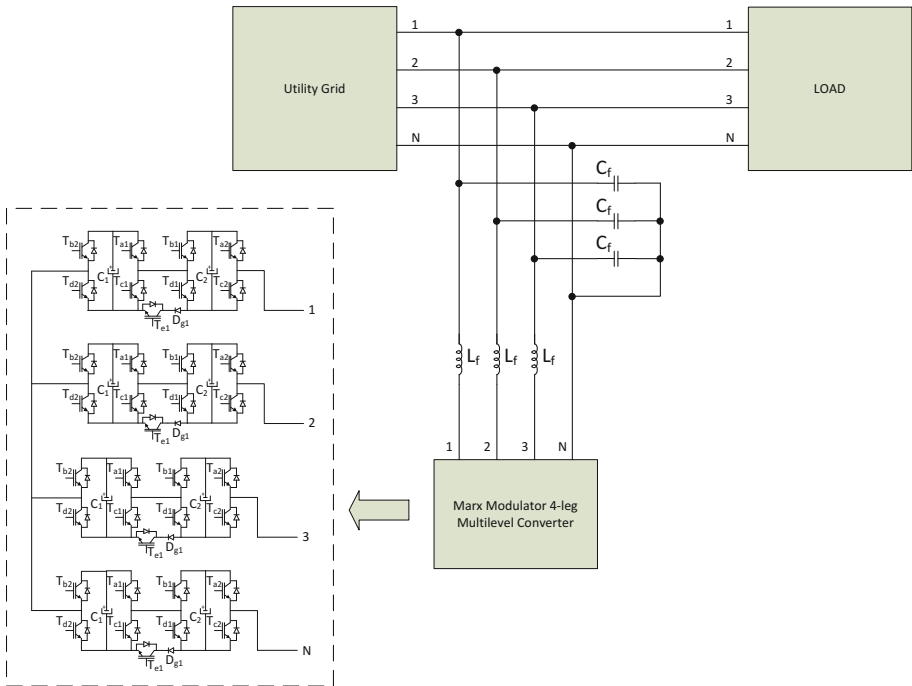 1
1
2
2
Utility Grid
LOAD
3
3
N
N
Cf
Cf
Cf
Tb2 Ta1 Tb1 Ta2
C1 C2
Td2 Tc1 Td1 Tc2
Te1 Dg1
1
Tb2 Ta1 Tb1 Ta2
C1 C2
Td2 Tc1 Td1 Tc2
Te1 Dg1
2
Tb2 Ta1 Tb1 Ta2
C1 C2
Td2 Tc1 Td1 Tc2
Te1 Dg1
3
Tb2 Ta1 Tb1 Ta2
C1 C2
Td2 Tc1 Td1 Tc2
Te1 Dg1
N
Lf Lf Lf
1 2 3 N
Marx Modulator 4-leg
Multilevel Converter